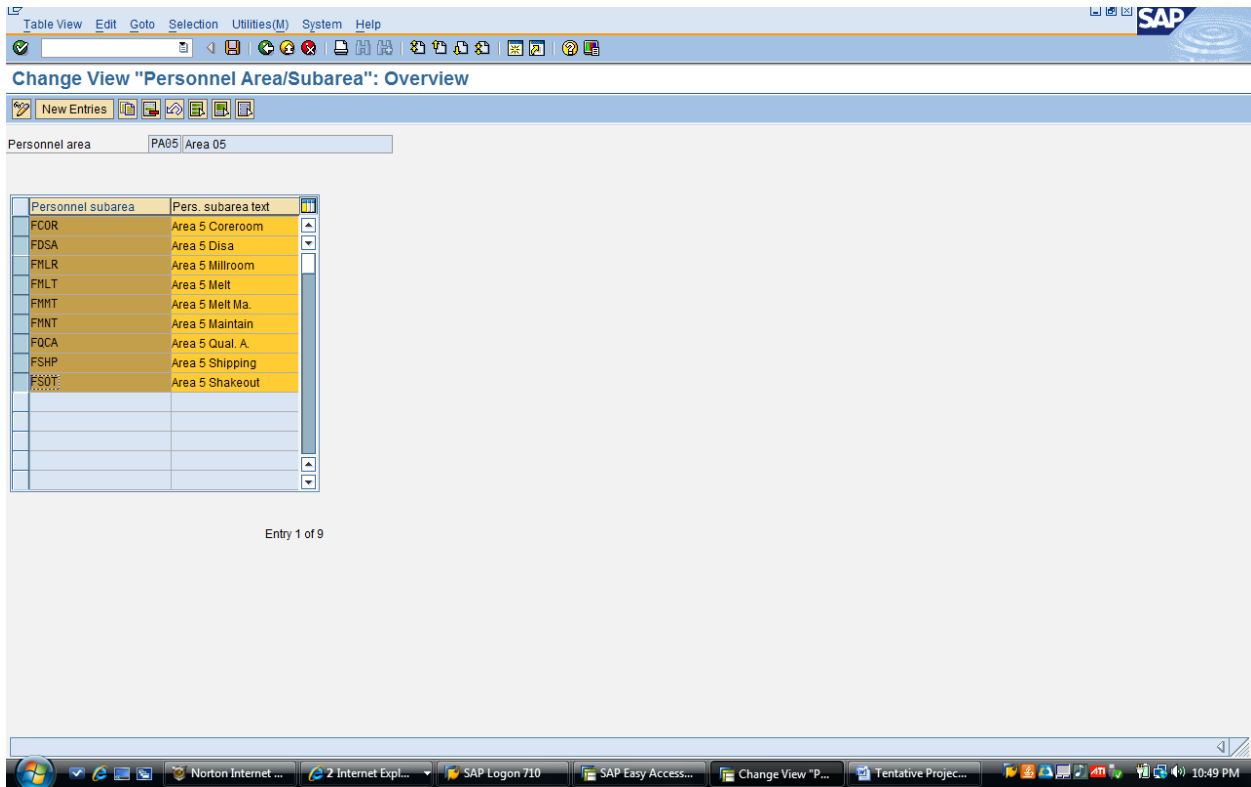 Table View Edit Goto Selection Utilities(M) System Help
SAP
Change View "Personnel Area/Subarea": Overview
New Entries
Personnel area PA05 Area 05
Personnel subarea Pers. subarea text
FCOR Area 5 Coreroom
FDSA Area 5 Disa
FMLR Area 5 Millroom
FMLT Area 5 Melt
FMMT Area 5 Melt Ma.
FMNT Area 5 Maintain
FQCA Area 5 Qual. A.
FSHP Area 5 Shipping
FSOT Area 5 Shakeout
Entry 1 of 9
Norton Internet ... 2 Internet Expl... SAP Logon 710 SAP Easy Access... Change View "P... Tentative Projec... ATI 10:49 PM